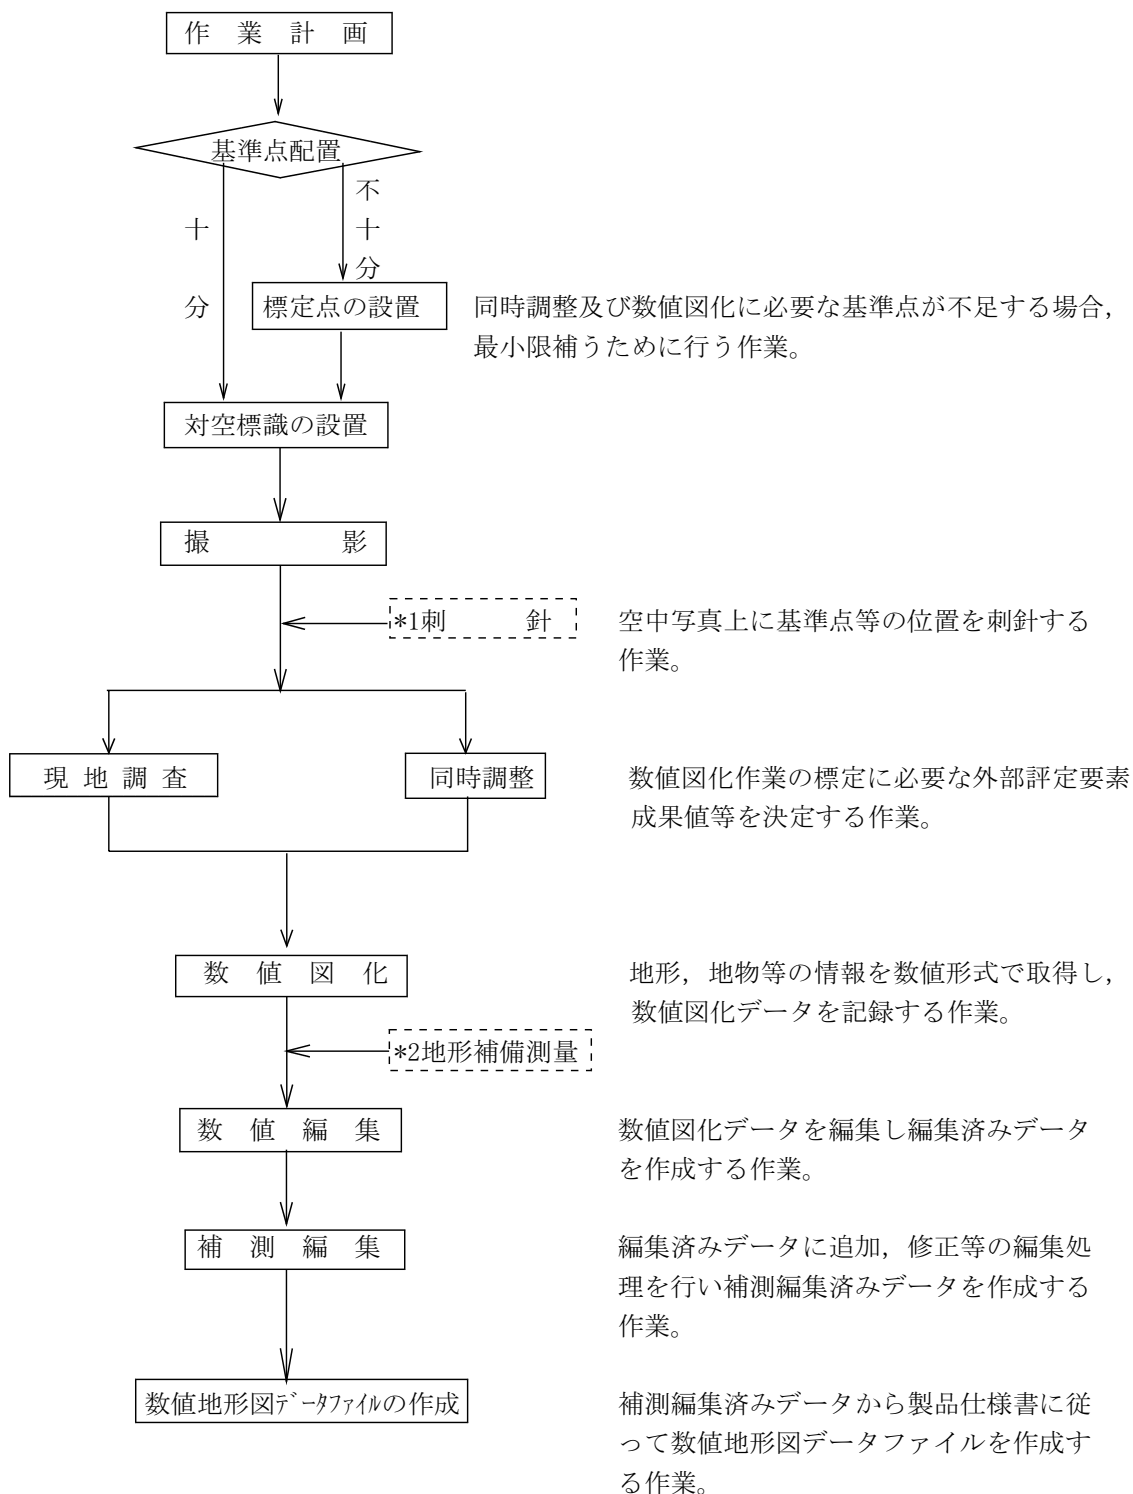 作業計画
基準点配置
不十分
十分
標定点の設置
同時調整及び数値図化に必要な基準点が不足する場合，
最小限補うために行う作業。
対空標識の設置
撮影
*1刺針
空中写真上に基準点等の位置を刺針する
作業。
現地調査
同時調整
数値図化作業の標定に必要な外部評定要素
成果値等を決定する作業。
数値図化
地形，地物等の情報を数値形式で取得し，
数値図化データを記録する作業。
*2地形補備測量
数値編集
数値図化データを編集し編集済みデータ
を作成する作業。
補測編集
編集済みデータに追加，修正等の編集処
理を行い補測編集済みデータを作成する
作業。
数値地形図ﾃﾞｰﾀﾌｧｲﾙの作成
補測編集済みデータから製品仕様書に従
って数値地形図データファイルを作成す
る作業。